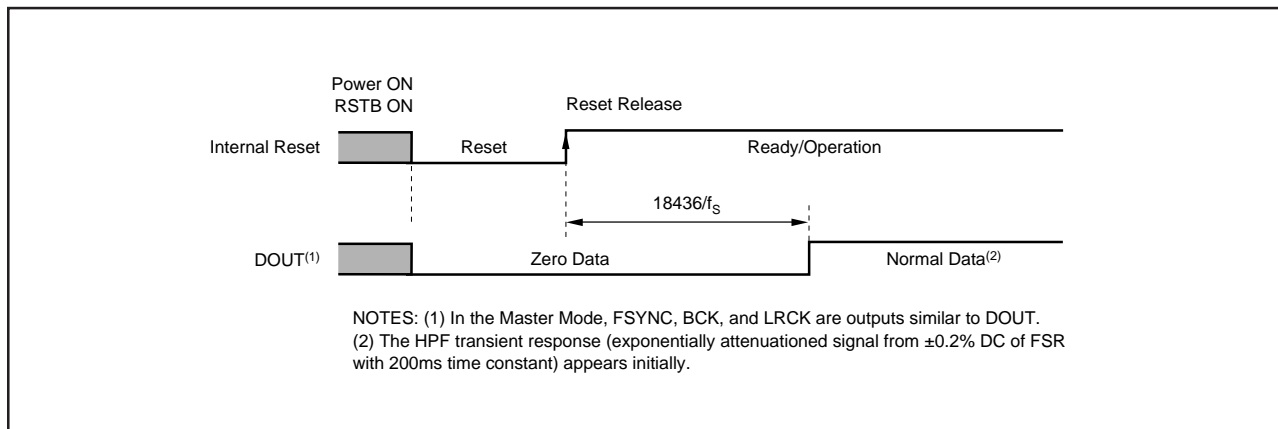 Power ON
RSTB ON
Reset Release
Internal Reset
Reset
Ready/Operation
18436/fS
DOUT(1)
Zero Data
Normal Data(2)
NOTES: (1) In the Master Mode, FSYNC, BCK, and LRCK are outputs similar to DOUT.
(2) The HPF transient response (exponentially attenuationed signal from ±0.2% DC of FSR
with 200ms time constant) appears initially.